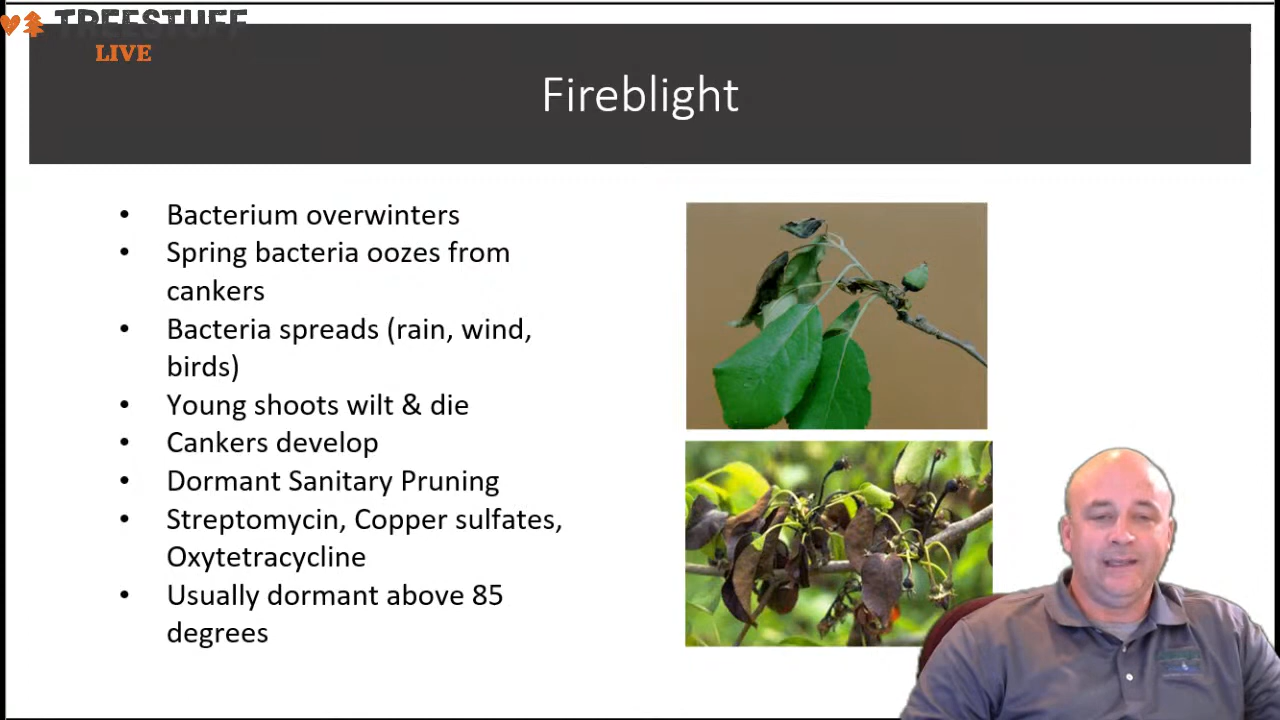 TREESTUFF
LIVE
Fireblight
• Bacterium overwinters
• Spring bacteria oozes from
cankers
• Bacteria spreads (rain, wind,
birds)
• Young shoots wilt & die
• Cankers develop
• Dormant Sanitary Pruning
• Streptomycin, Copper sulfates,
Oxytetracycline
• Usually dormant above 85
degrees